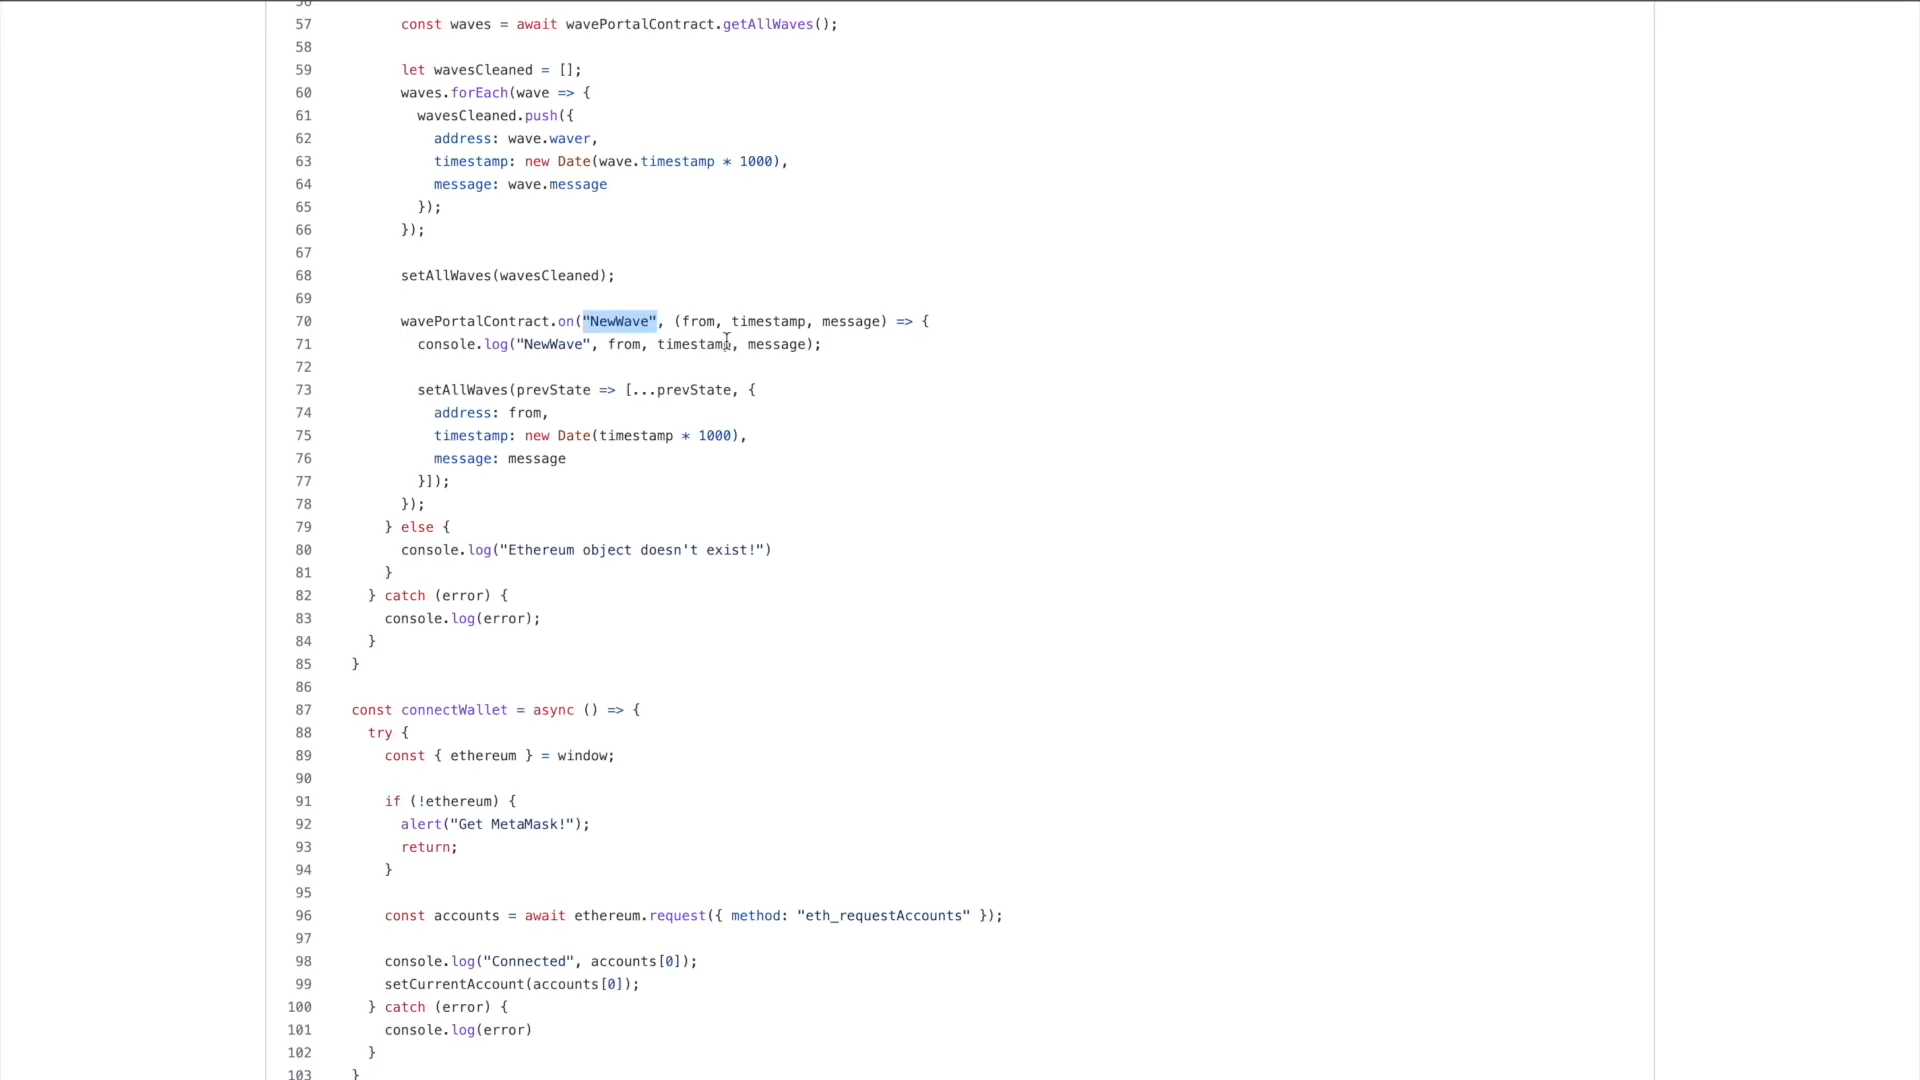 57 const waves = await wavePortalContract.getAllWaves();
58
59 let wavesCleaned = [];
60 waves.forEach(wave => {
61 wavesCleaned.push({
62 address: wave.waver,
63 timestamp: new Date(wave.timestamp * 1000),
64 message: wave.message
65 });
66 });
67
68 setAllWaves(wavesCleaned);
69
70 wavePortalContract.on("NewWave", (from, timestamp, message) => {
71 console.log("NewWave", from, timestamp, message);
72
73 setAllWaves(prevState => [...prevState, {
74 address: from,
75 timestamp: new Date(timestamp * 1000),
76 message: message
77 }]);
78 });
79 } else {
80 console.log("Ethereum object doesn't exist!")
81 }
82 } catch (error) {
83 console.log(error);
84 }
85 }
86
87 const connectWallet = async () => {
88 try {
89 const { ethereum } = window;
90
91 if (!ethereum) {
92 alert("Get MetaMask!");
93 return;
94 }
95
96 const accounts = await ethereum.request({ method: "eth_requestAccounts" });
97
98 console.log("Connected", accounts[0]);
99 setCurrentAccount(accounts[0]);
100 } catch (error) {
101 console.log(error)
102 }
103 }